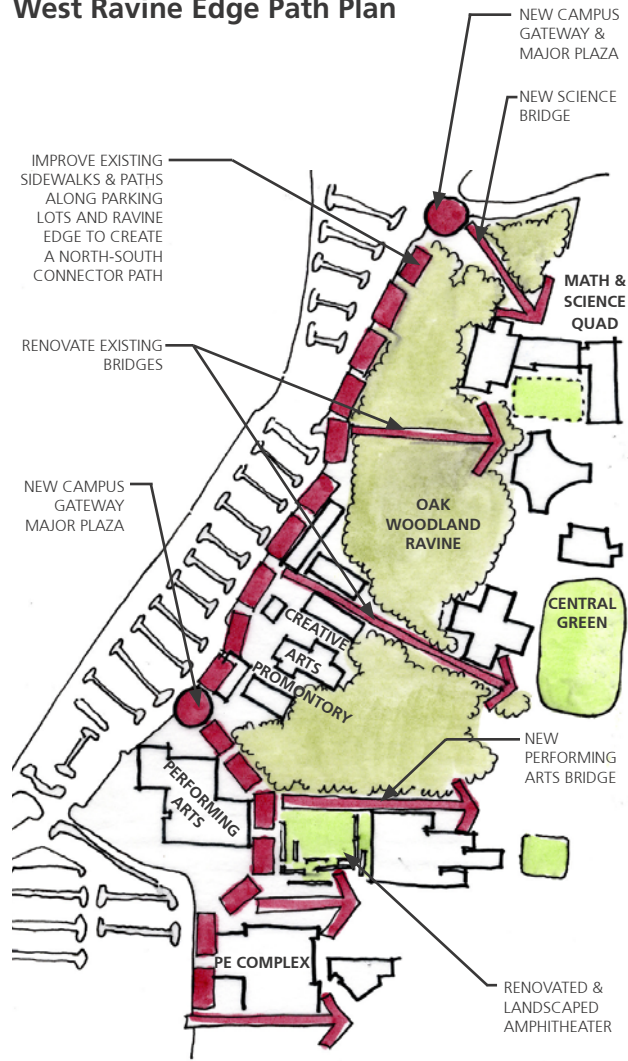 West Ravine Edge Path Plan
NEW CAMPUS
GATEWAY &
MAJOR PLAZA
NEW SCIENCE
BRIDGE
IMPROVE EXISTING
SIDEWALKS & PATHS
ALONG PARKING
LOTS AND RAVINE
EDGE TO CREATE
A NORTH-SOUTH
CONNECTOR PATH
MATH &
SCIENCE
QUAD
RENOVATE EXISTING
BRIDGES
NEW CAMPUS
GATEWAY
MAJOR PLAZA
OAK
WOODLAND
RAVINE
CENTRAL
GREEN
CREATIVE
ARTS
PROMONTORY
NEW
PERFORMING
ARTS BRIDGE
PERFORMING
ARTS
PE COMPLEX
RENOVATED &
LANDSCAPED
AMPHITHEATER